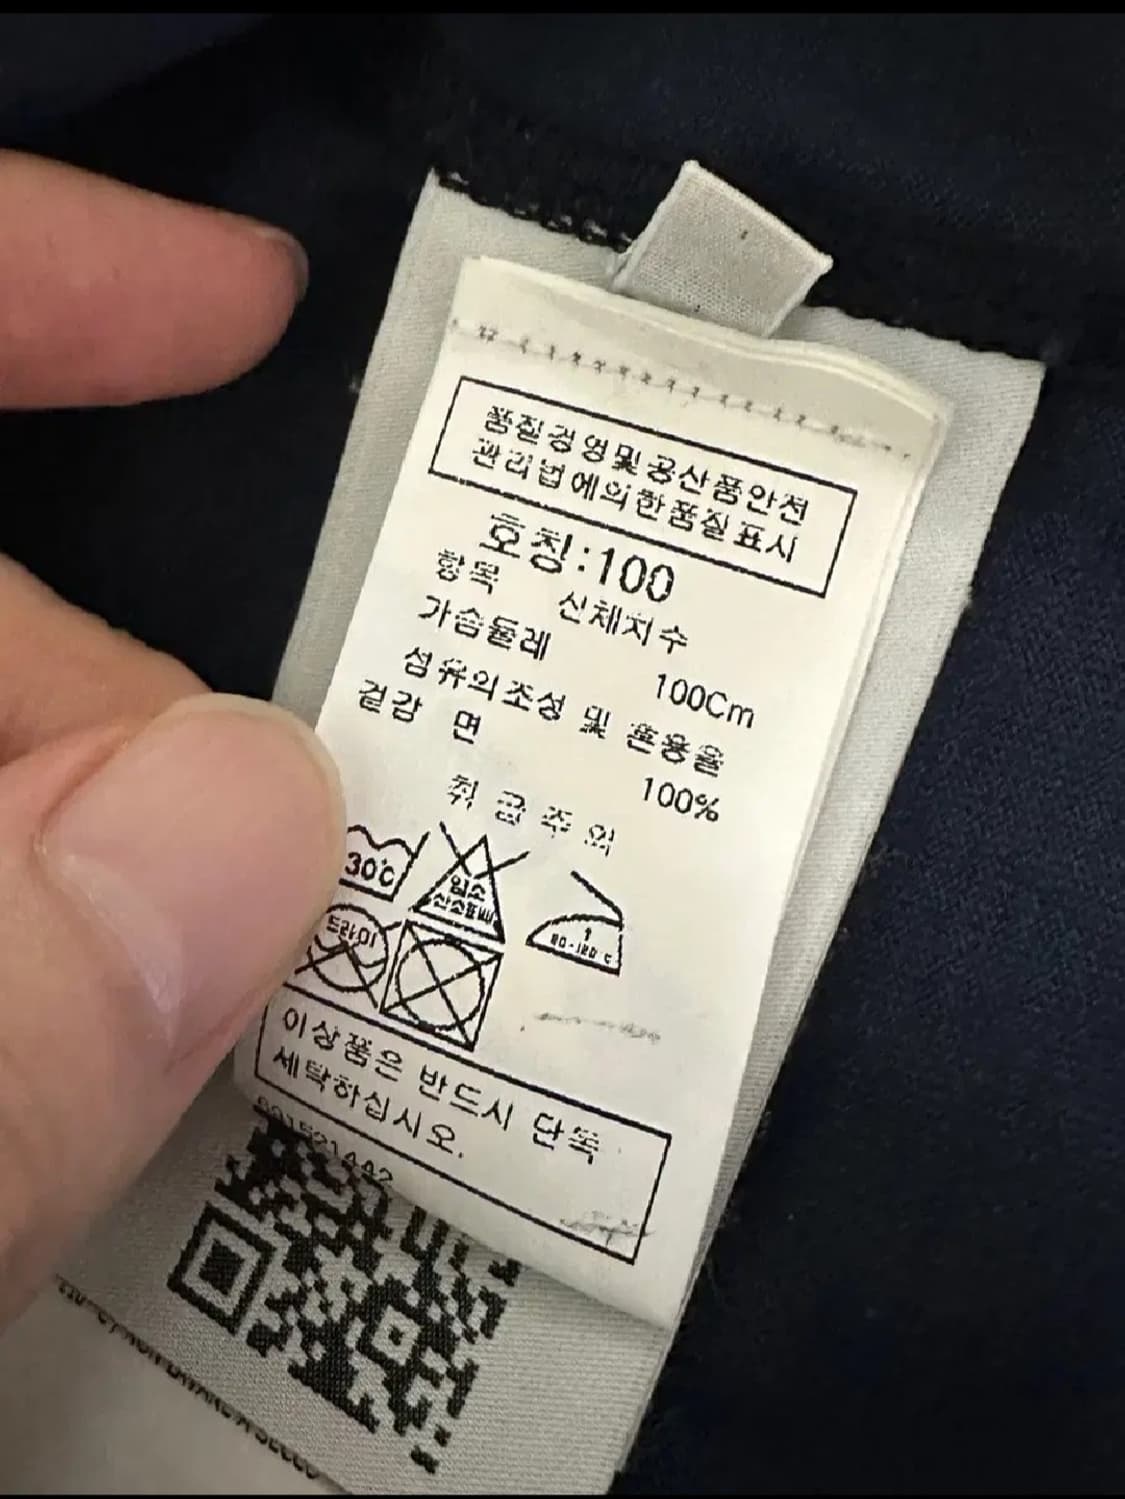 품질경영및공산품안전
관리법에의한품질표시
호칭:100
항목 신체치수
가슴둘레 100Cm
섬유의조성 및 혼용율
겉감 면 100%
취급주의
30℃
염소
산소표백
80-120℃
드라이
이상품은 반드시 단독
세탁하십시오.